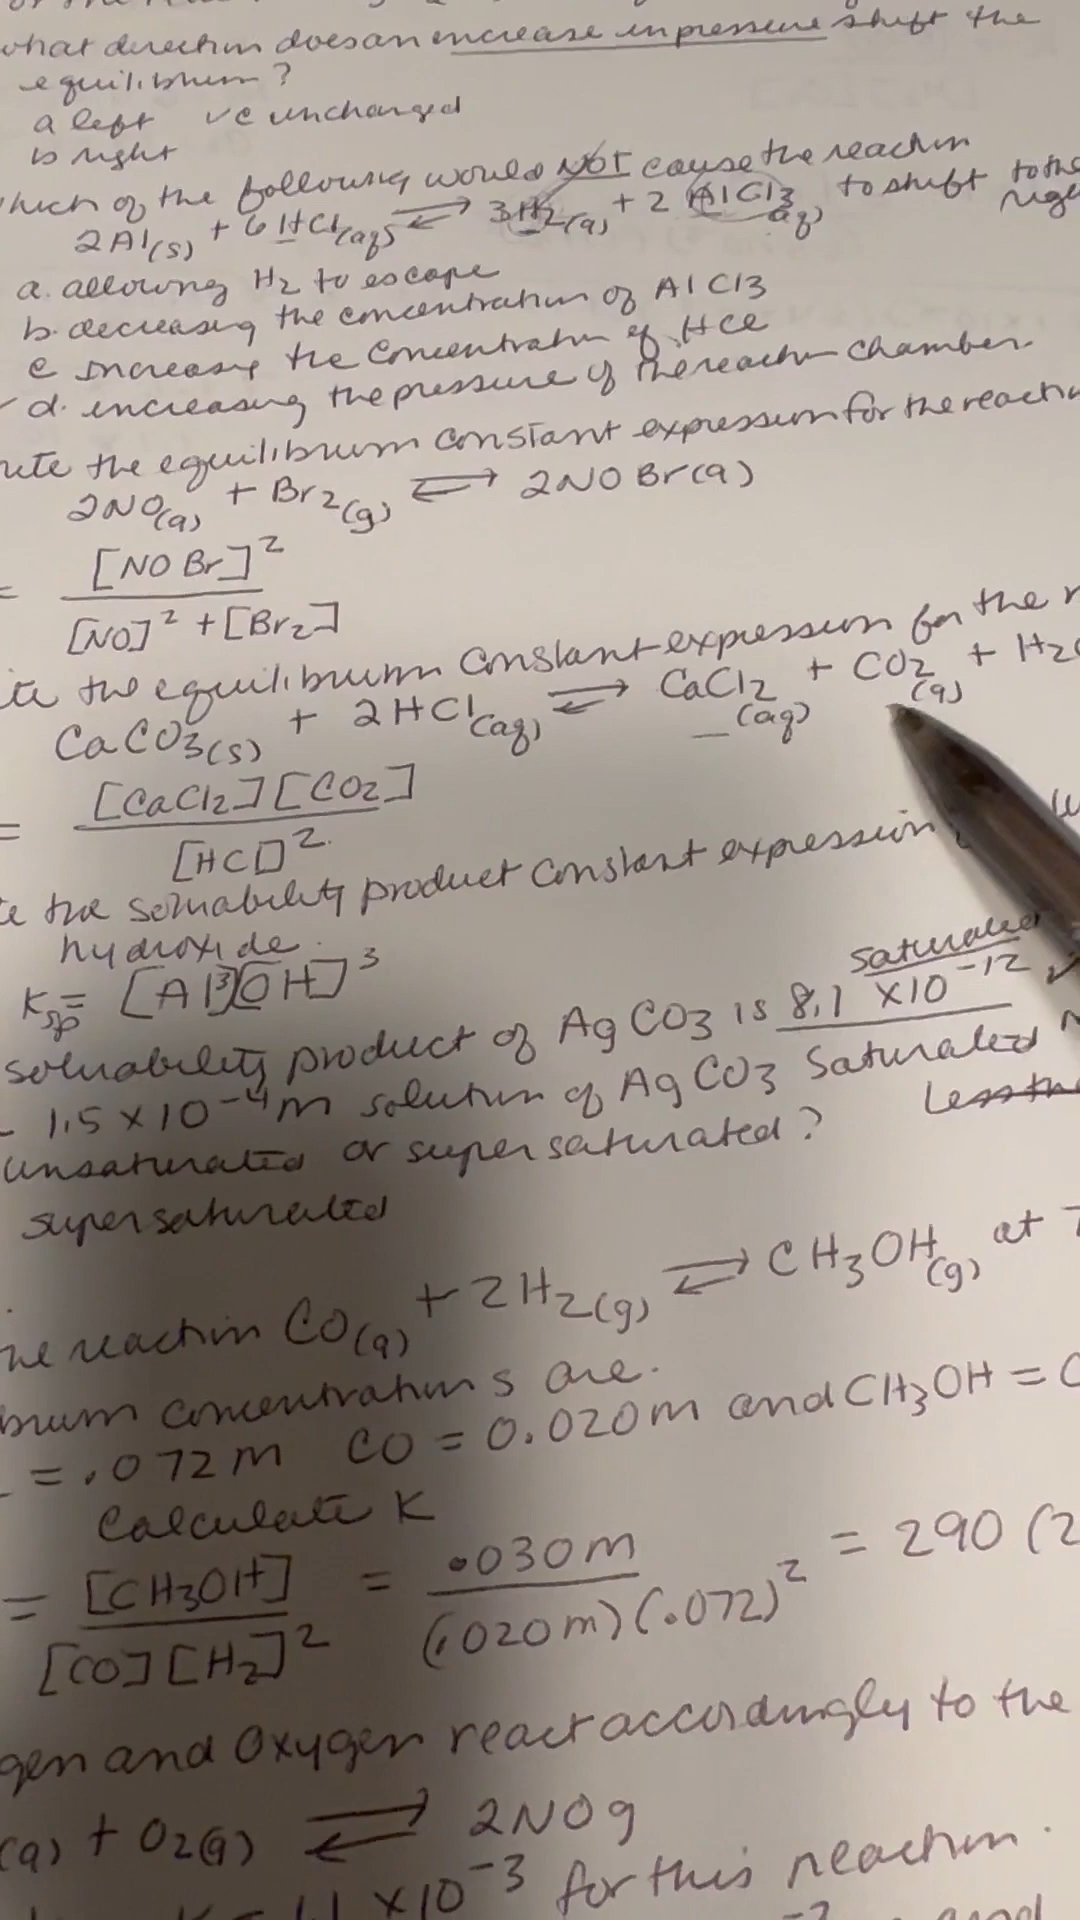 what direction does an increase in pressure shift the
equilibrium?
a left ✓c unchanged
b right
which of the following would NOT cause the reaction
2Al(s) + 6HCl(aq) ⇌ 3H2(g) + 2 AlCl3 aq) to shift to the
a. allowing H2 to escape
b. decreasing the concentration of AlCl3
c increasing the concentration of HCl
d. increasing the pressure of the reaction chamber.
the equilibrium constant expression for the
2NO(g) + Br2(g) ⇌ 2NOBr(g)
= [NOBr]²
[NO]² + [Br2]
the equilibrium constant expression for the
CaCO3(s) + 2HCl(aq) ⇌ CaCl2(aq) + CO2(g) +
= [CaCl2][CO2]
[HCl]²
the solubility product constant expression
hydroxide.
Ksp = [Al³][OH]³
saturated
solubility product of AgCO3 is 8.1 x10⁻¹²
1.5 x 10⁻⁴m solution of AgCO3 Saturated
unsaturated or supersaturated?
supersaturated
reaction CO(g) + 2H2(g) ⇌ CH3OH(g) at
concentrations are.
= .072m CO = 0.020m and CH3OH =
Calculate K
= [CH3OH] = .030m = 290
[CO][H2]² (.020m)(.072)²
and Oxygen react accordingly to the
(g) + O2(g) ⇌ 2NOg
x10⁻³ for this reaction.